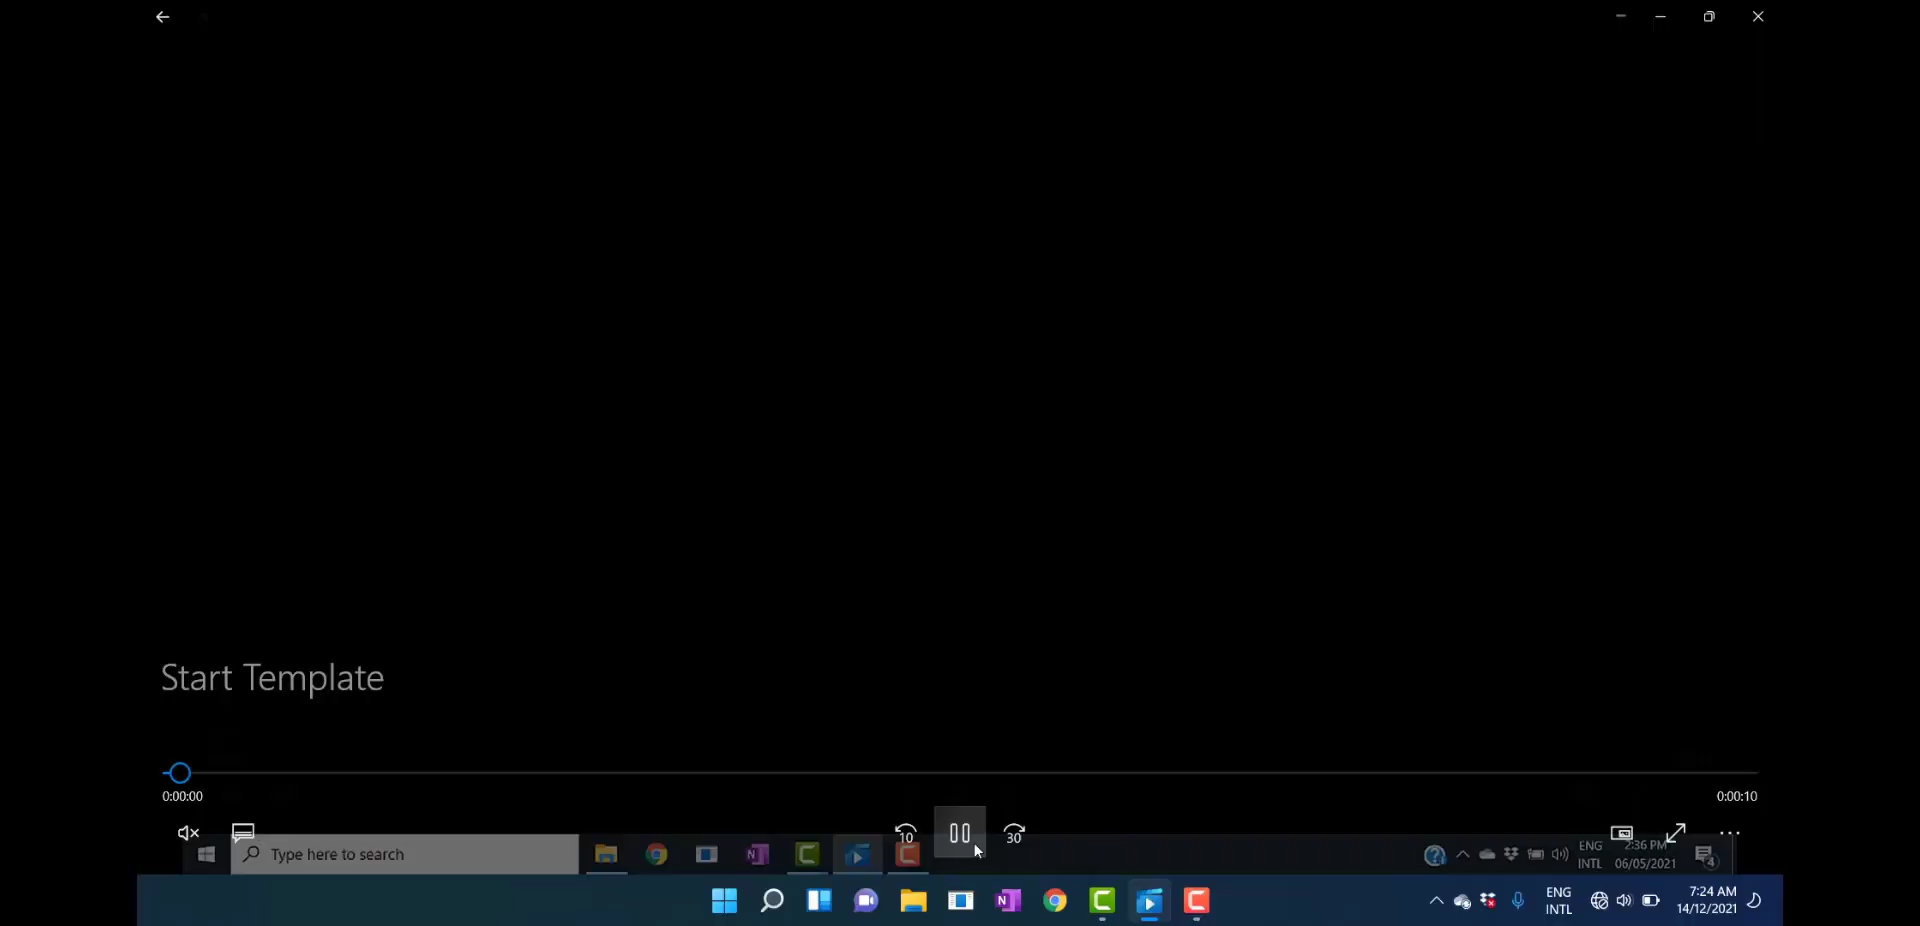 Start Template
0:00:00
0:00:10
10
30
Type here to search
ENG
INTL
2:36 PM
06/05/2021
4
ENG
INTL
7:24 AM
14/12/2021